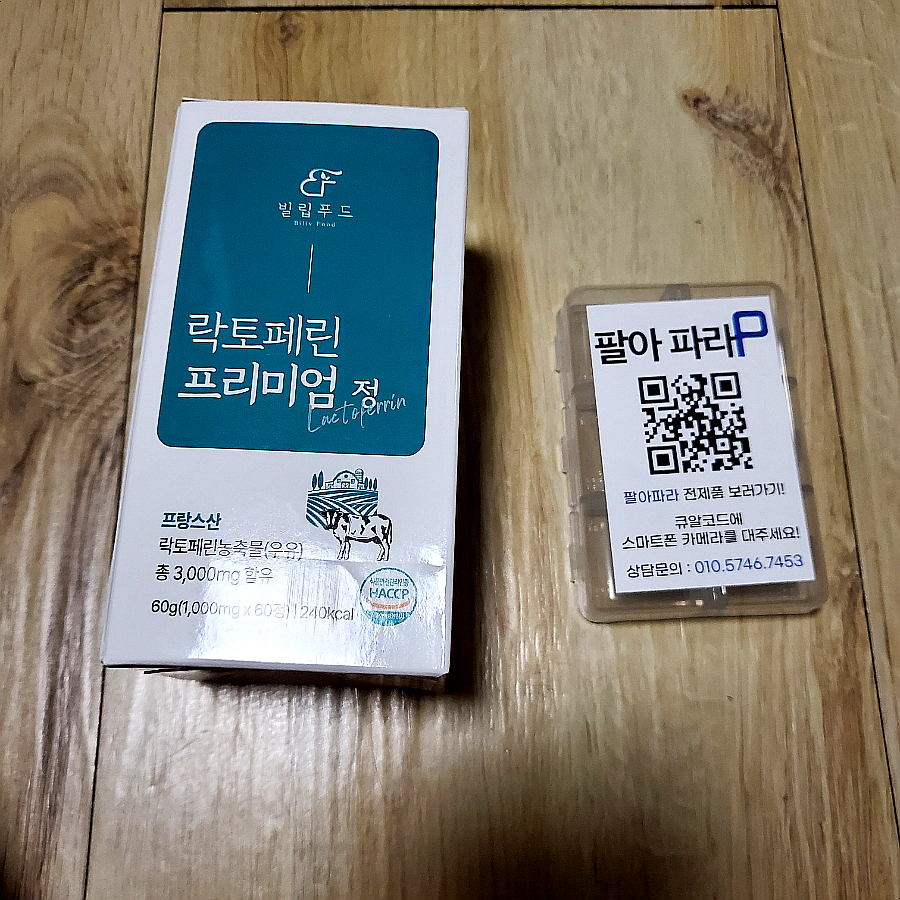 빌립푸드
Billy Food
락토페린
프리미엄 정
Lactoferrin
프랑스산
락토페린농축물(우유)
총 3,000mg 함유
60g(1,000mg x 60정) | 240kcal
HACCP
팔아 파라P
팔아파라 전제품 보러가기!
큐알코드에
스마트폰 카메라를 대주세요!
상담문의 : 010.5746.7453